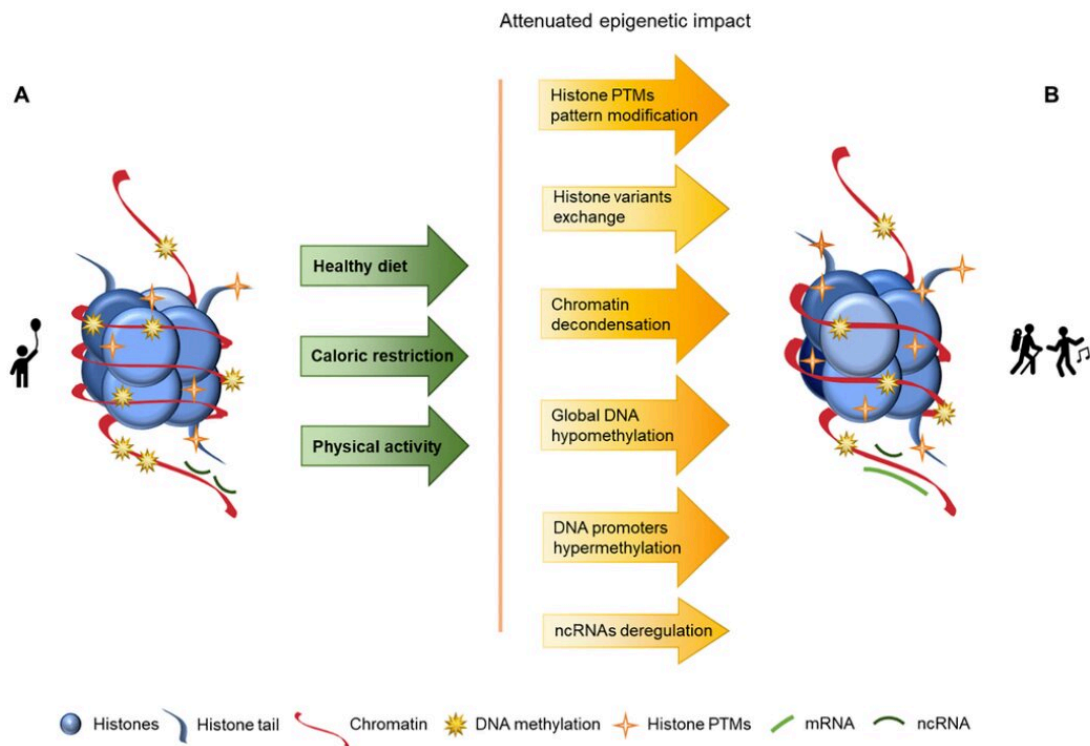 Attenuated epigenetic impact
A
B
Healthy diet
Caloric restriction
Physical activity
Histone PTMs
pattern modification
Histone variants
exchange
Chromatin
decondensation
Global DNA
hypomethylation
DNA promoters
hypermethylation
ncRNAs deregulation
Histones
Histone tail
Chromatin
DNA methylation
Histone PTMs
mRNA
ncRNA